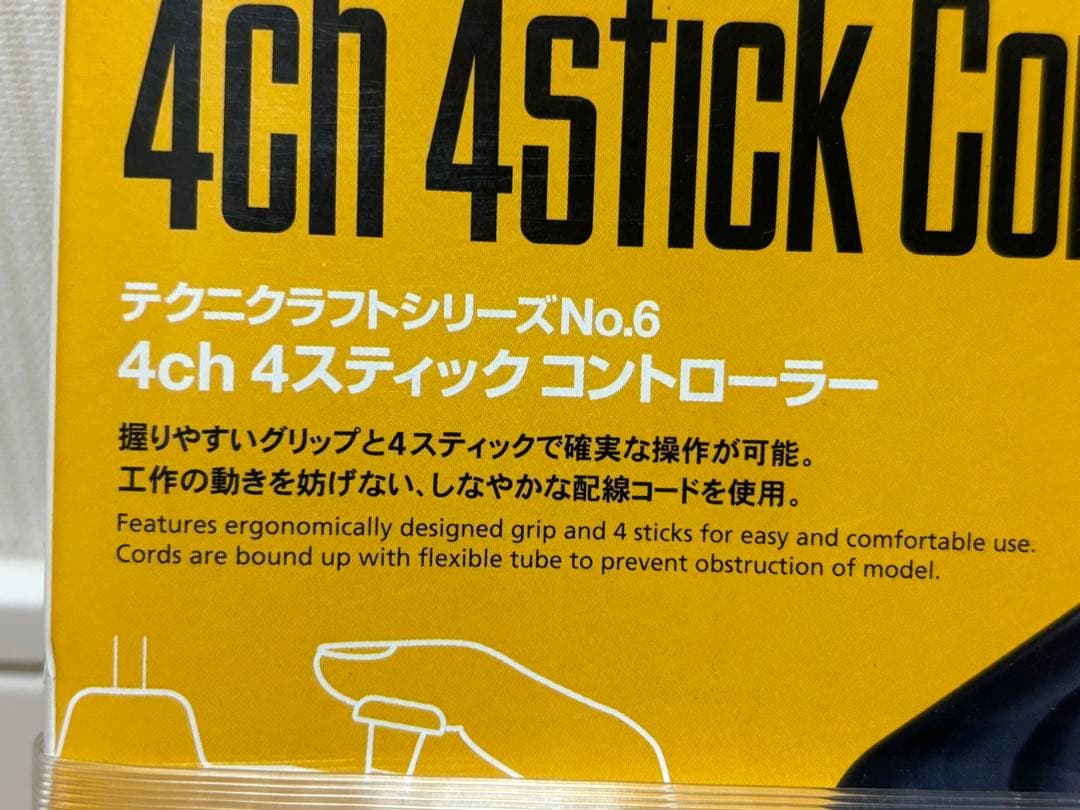 4ch 4stick Co
テクニクラフトシリーズNo.6
4ch 4スティック コントローラー
握りやすいグリップと4スティックで確実な操作が可能。
工作の動きを妨げない、しなやかな配線コードを使用。
Features ergonomically designed grip and 4 sticks for easy and comfortable use.
Cords are bound up with flexible tube to prevent obstruction of model.